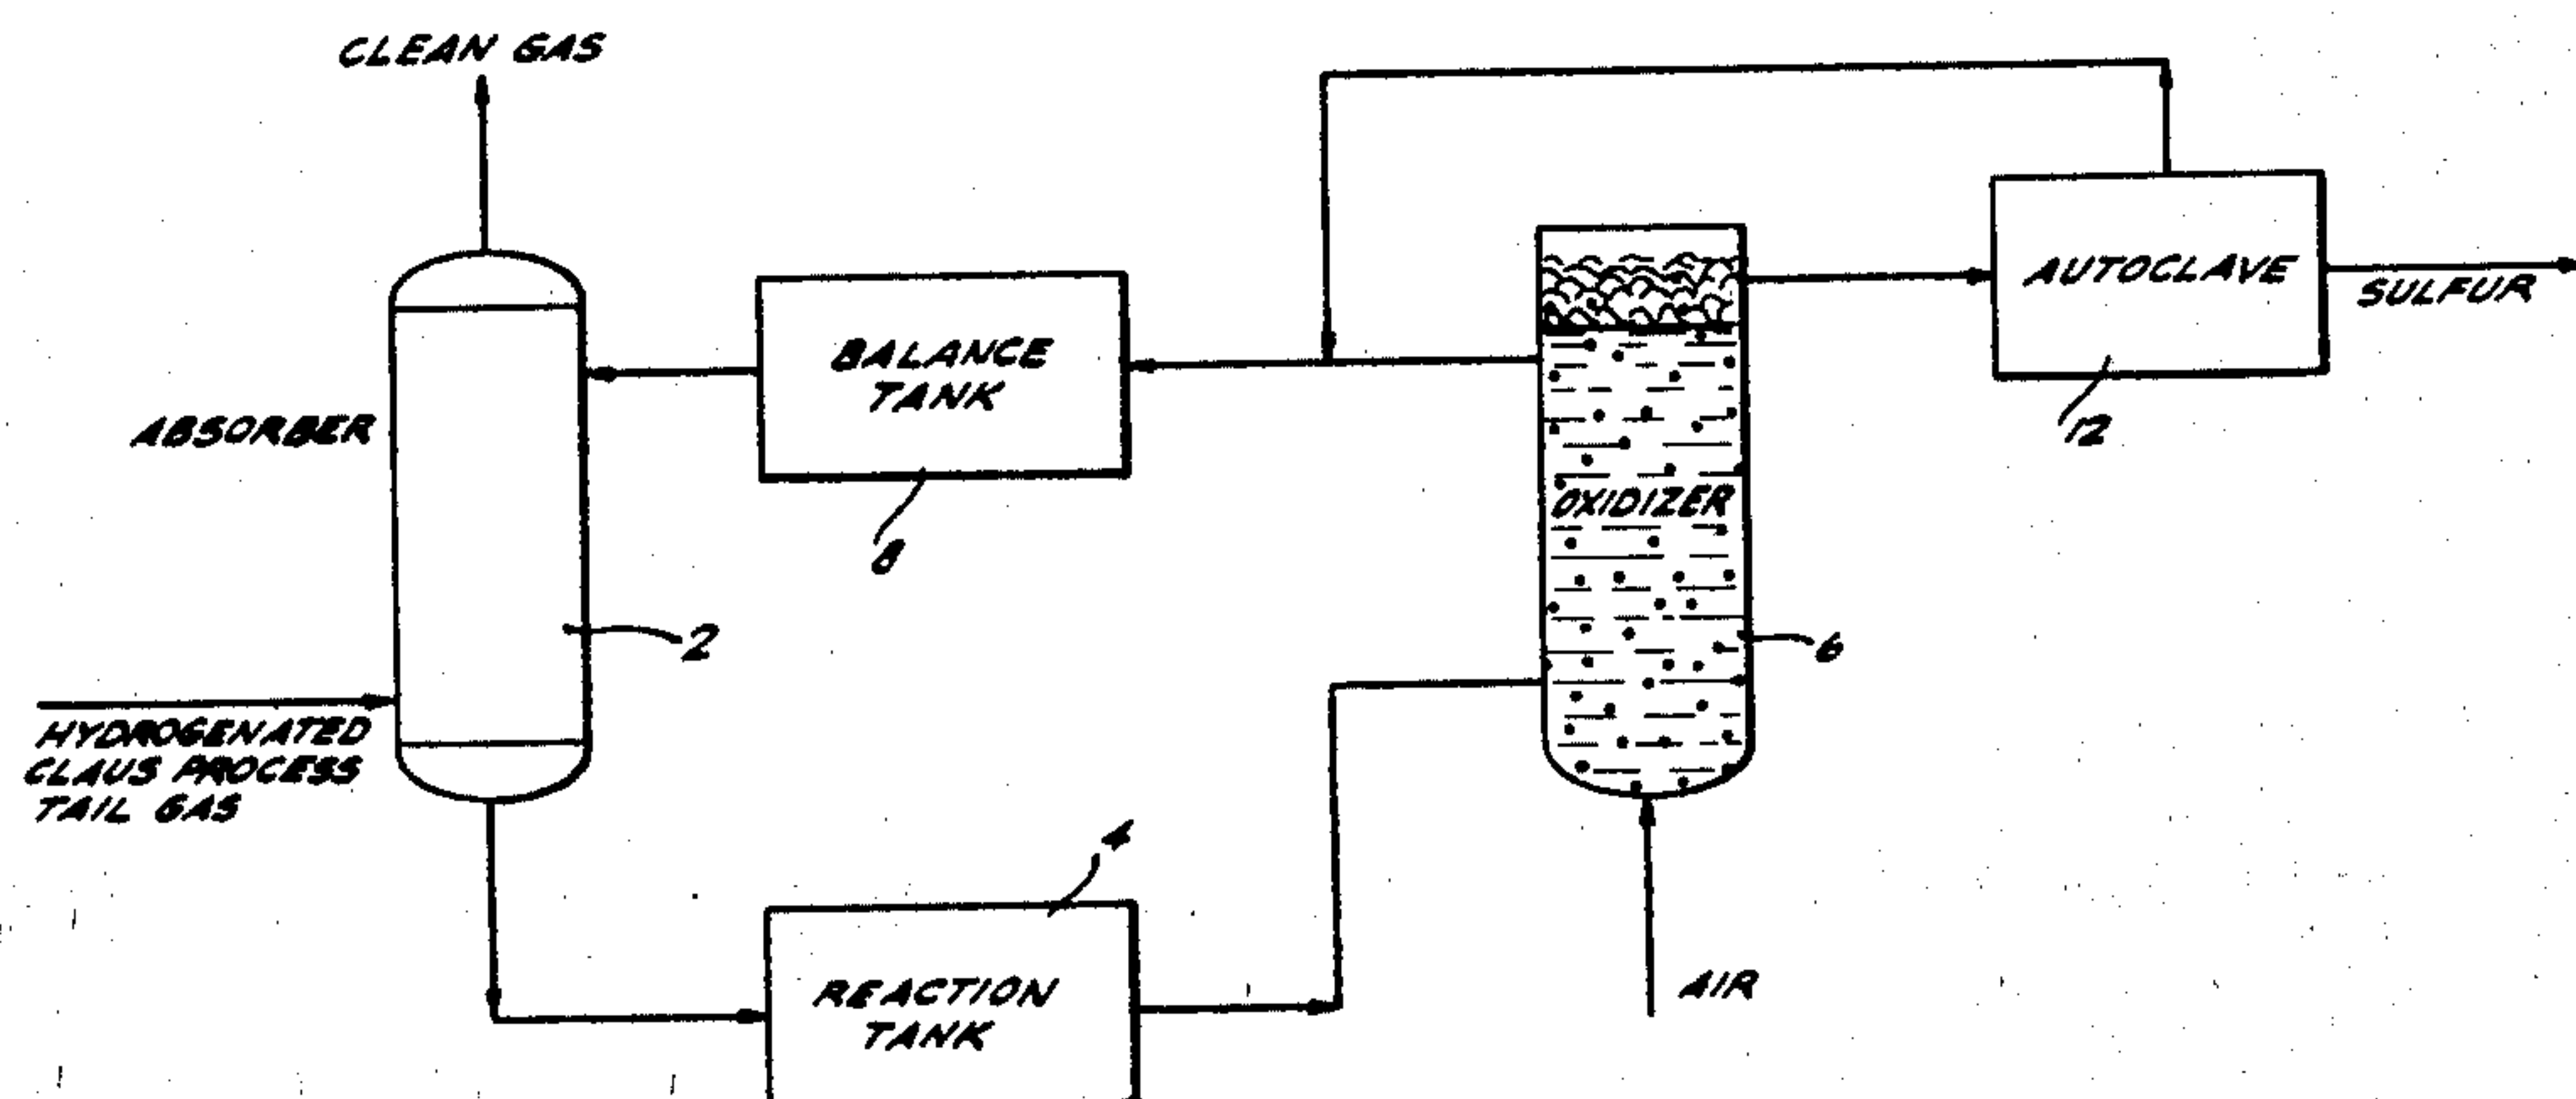 CLEAN GAS
AUTOCLAVE
SULFUR
12
BALANCE
TANK
8
ABSORBER
OXIDIZER
2
6
HYDROGENATED
CLAUS PROCESS
TAIL GAS
4
REACTION
TANK
AIR